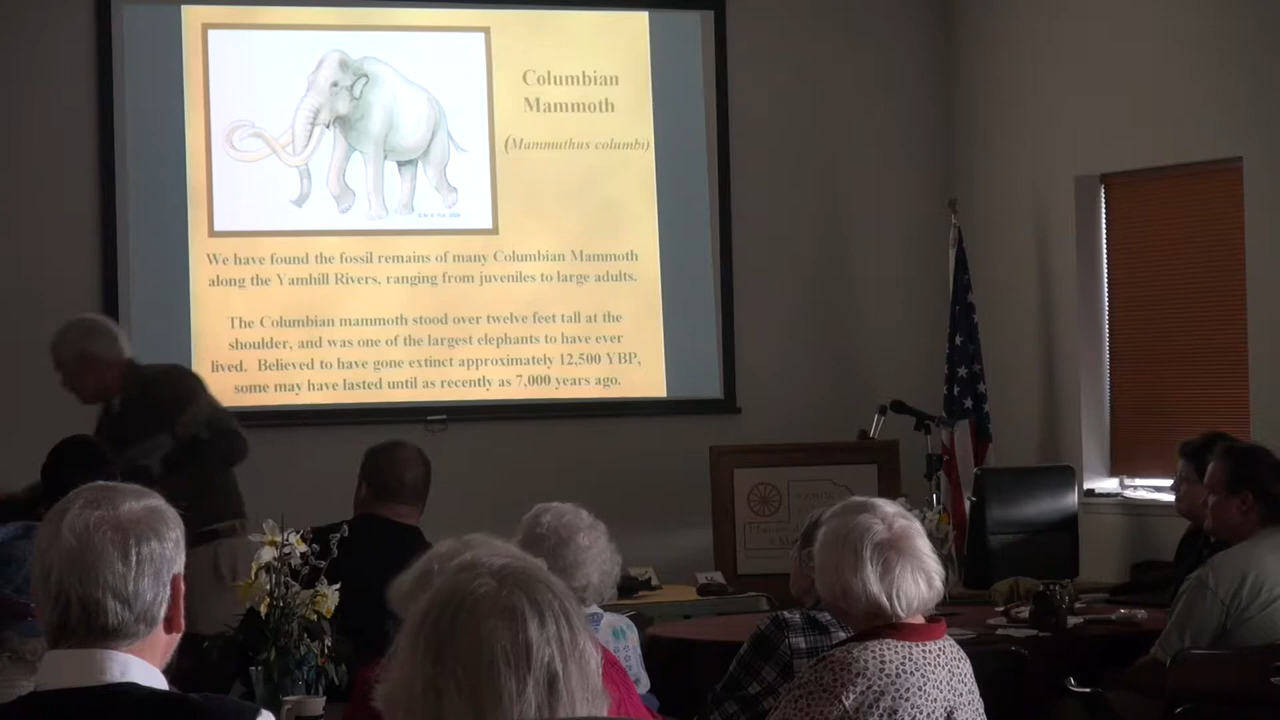 Columbian
Mammoth
(Mammuthus columbi)
We have found the fossil remains of many Columbian Mammoth
along the Yamhill Rivers, ranging from juveniles to large adults.
The Columbian mammoth stood over twelve feet tall at the
shoulder, and was one of the largest elephants to have ever
lived. Believed to have gone extinct approximately 12,500 YBP,
some may have lasted until as recently as 7,000 years ago.